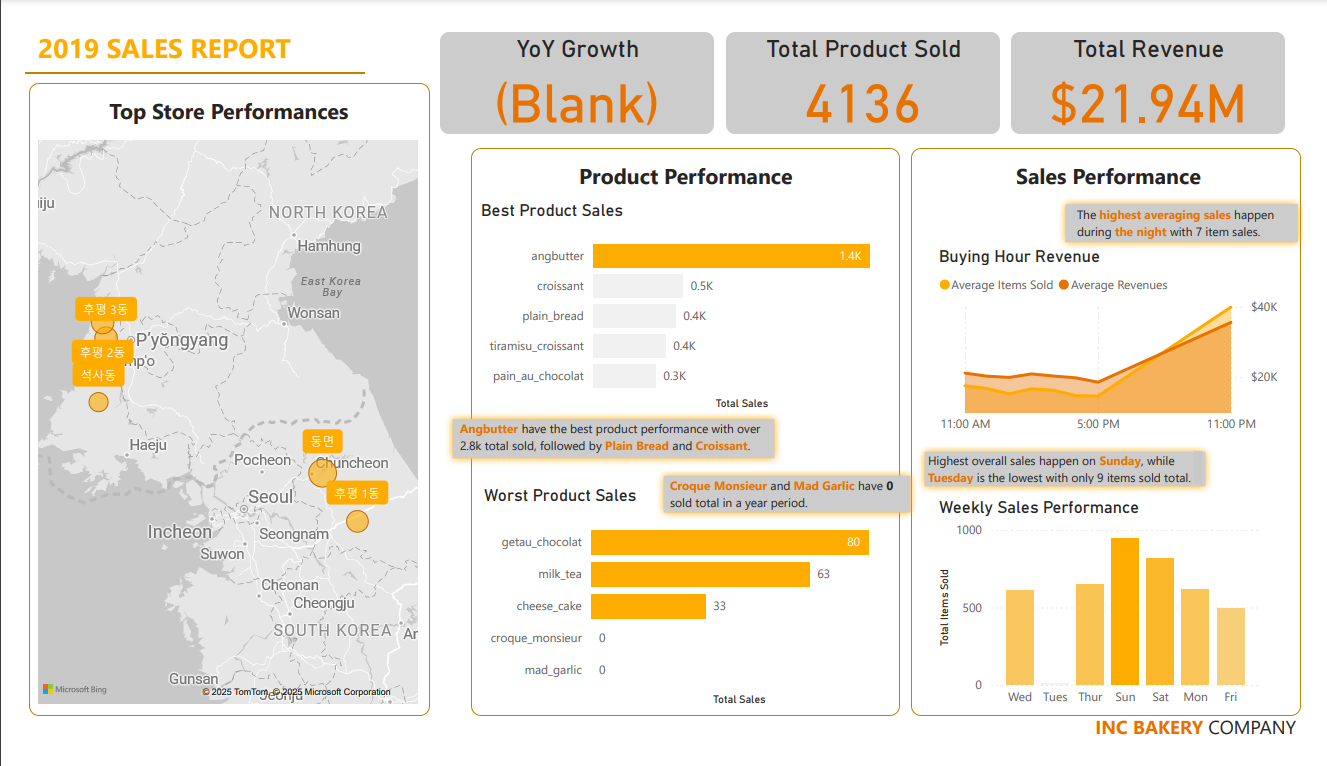 2019 SALES REPORT
YoY Growth
(Blank)
Total Product Sold
4136
Total Revenue
$21.94M
Top Store Performances
NORTH KOREA
Hamhung
East Korea
Bay
Wonsan
후평 3동
P'yŏngyang
후평 2동
mp'o
석사동
Haeju
동면
Pocheon
Chuncheon
Seoul
후평 1동
Incheon
Seongnam
Suwon
Cheonan
Cheongju
SOUTH KOREA
Gunsan
Jeonju
Microsoft Bing
© 2025 TomTom, © 2025 Microsoft Corporation
Product Performance
Best Product Sales
angbutter 1.4K
croissant 0.5K
plain_bread 0.4K
tiramisu_croissant 0.4K
pain_au_chocolat 0.3K
Total Sales
Angbutter have the best product performance with over
2.8k total sold, followed by Plain Bread and Croissant.
Croque Monsieur and Mad Garlic have 0
sold total in a year period.
Worst Product Sales
getau_chocolat 80
milk_tea 63
cheese_cake 33
croque_monsieur 0
mad_garlic 0
Total Sales
Sales Performance
The highest averaging sales happen
during the night with 7 item sales.
Buying Hour Revenue
Average Items Sold Average Revenues
$40K
$20K
11:00 AM 5:00 PM 11:00 PM
Highest overall sales happen on Sunday, while
Tuesday is the lowest with only 9 items sold total.
Weekly Sales Performance
Total Items Sold
1000
500
0
Wed Tues Thur Sun Sat Mon Fri
INC BAKERY COMPANY